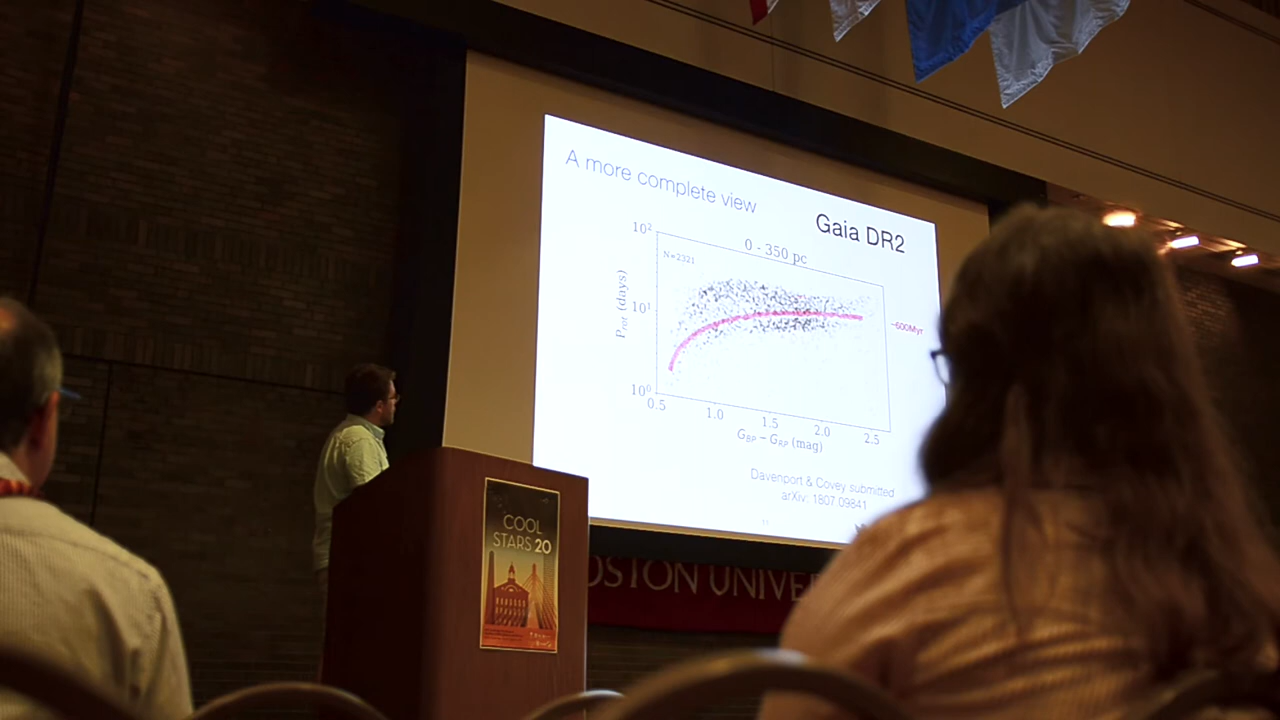 A more complete view
Gaia DR2
0 - 350 pc
N=2321
10²
10¹
10⁰
P_rot (days)
0.5
1.0
1.5
2.0
2.5
G_BP − G_RP (mag)
~600Myr
Davenport & Covey submitted
arXiv: 1807.09841
COOL
STARS 20
OSTON UNIVE